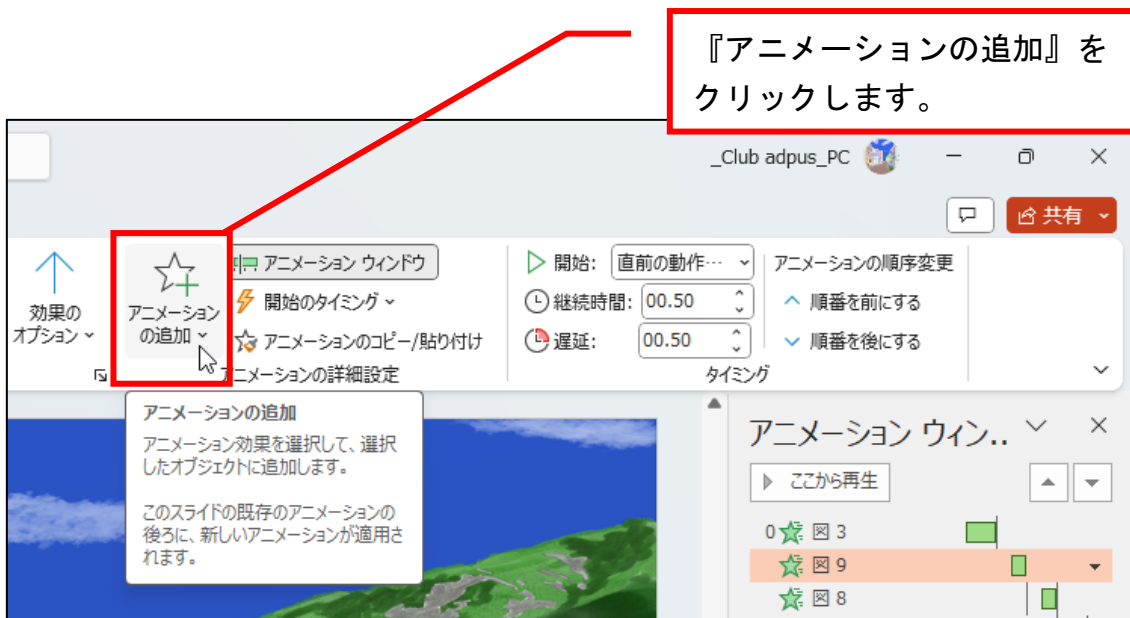 『アニメーションの追加』を
クリックします。
_Club adpus_PC
共有
効果の
オプション
アニメーション
の追加
アニメーション ウィンドウ
開始のタイミング
アニメーションのコピー/貼り付け
アニメーションの詳細設定
開始: 直前の動作…
継続時間: 00.50
遅延: 00.50
タイミング
アニメーションの順序変更
順番を前にする
順番を後にする
アニメーションの追加
アニメーション効果を選択して、選択
したオブジェクトに追加します。
このスライドの既存のアニメーションの
後ろに、新しいアニメーションが適用さ
れます。
アニメーション ウィン..
ここから再生
0 図 3
図 9
図 8